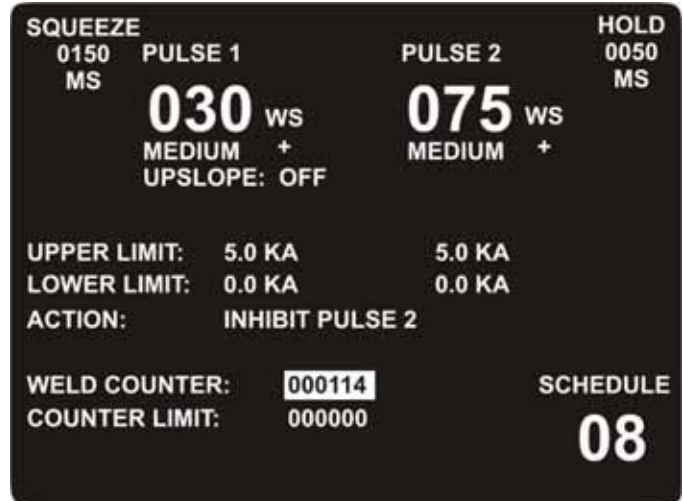 SQUEEZE HOLD
0150 PULSE 1 PULSE 2 0050
MS MS
030 WS 075 WS
MEDIUM + MEDIUM +
UPSLOPE: OFF
UPPER LIMIT: 5.0 KA 5.0 KA
LOWER LIMIT: 0.0 KA 0.0 KA
ACTION: INHIBIT PULSE 2
WELD COUNTER: 000114 SCHEDULE
COUNTER LIMIT: 000000
08